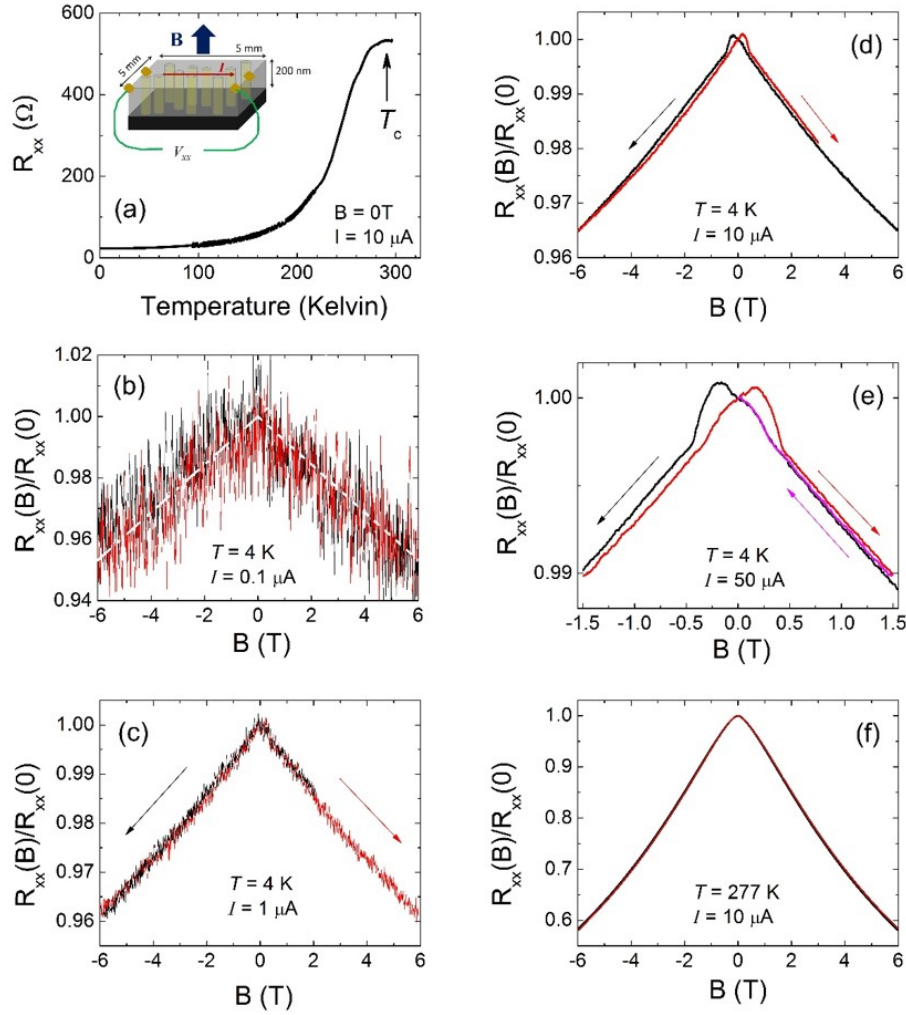 600
400
200
0
R_xx (Ω)
B
5 mm
5 mm
I
200 nm
V_xx
T_c
(a)
B = 0T
I = 10 μA
0 100 200 300
Temperature (Kelvin)
(b)
1.02
1.00
0.98
0.96
0.94
R_xx(B)/R_xx(0)
T = 4 K
I = 0.1 μA
-6 -4 -2 0 2 4 6
B (T)
(c)
1.00
0.99
0.98
0.97
0.96
R_xx(B)/R_xx(0)
T = 4 K
I = 1 μA
-6 -4 -2 0 2 4 6
B (T)
(d)
1.00
0.99
0.98
0.97
0.96
R_xx(B)/R_xx(0)
T = 4 K
I = 10 μA
-6 -4 -2 0 2 4 6
B (T)
(e)
1.00
0.99
R_xx(B)/R_xx(0)
T = 4 K
I = 50 μA
-1.5 -1.0 -0.5 0.0 0.5 1.0 1.5
B (T)
(f)
1.0
0.9
0.8
0.7
0.6
R_xx(B)/R_xx(0)
T = 277 K
I = 10 μA
-6 -4 -2 0 2 4 6
B (T)